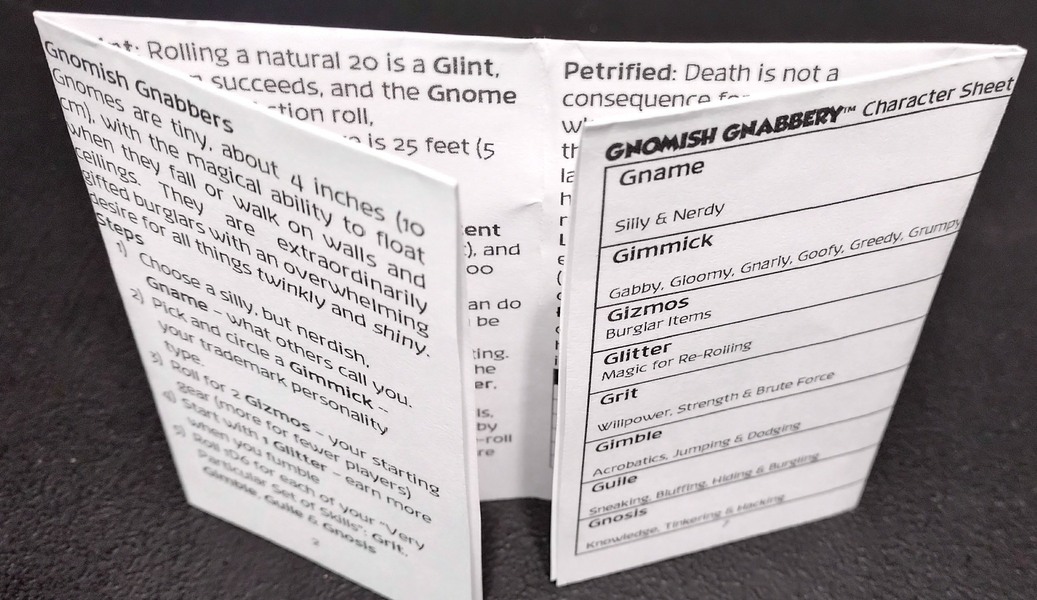 Gnomish Gnabbers
Gnomes are tiny, about 4 inches (10
cm), with the magical ability to float
when they fall or walk on walls and
ceilings. They are extraordinarily
gifted burglars with an overwhelming
desire for all things twinkly and shiny.
Steps
1) Choose a silly, but nerdish,
Gname – what others call you.
2) Pick and circle a Gimmick –
your trademark personality
type.
3) Roll for 2 Gizmos – your starting
gear (more for fewer players)
4) Start with 1 Glitter – earn more
when you fumble
5) Roll 1D6 for each of your "Very
Particular Set of Skills": Grit,
Gimble, Guile & Gnosis
2
: Rolling a natural 20 is a Glint,
succeeds, and the Gnome
roll,
is 25 feet (5
), and
an do
be
by
Petrified: Death is not a
consequence
GNOMISH GNABBERY™ Character Sheet
Gname
Silly & Nerdy
Gimmick
Gabby, Gloomy, Gnarly, Goofy, Greedy, Grumpy
Gizmos
Burglar Items
Glitter
Magic for Re-Rolling
Grit
Willpower, Strength & Brute Force
Gimble
Acrobatics, Jumping & Dodging
Guile
Sneaking, Bluffing, Hiding & Burgling
Gnosis
Knowledge, Tinkering & Hacking
7